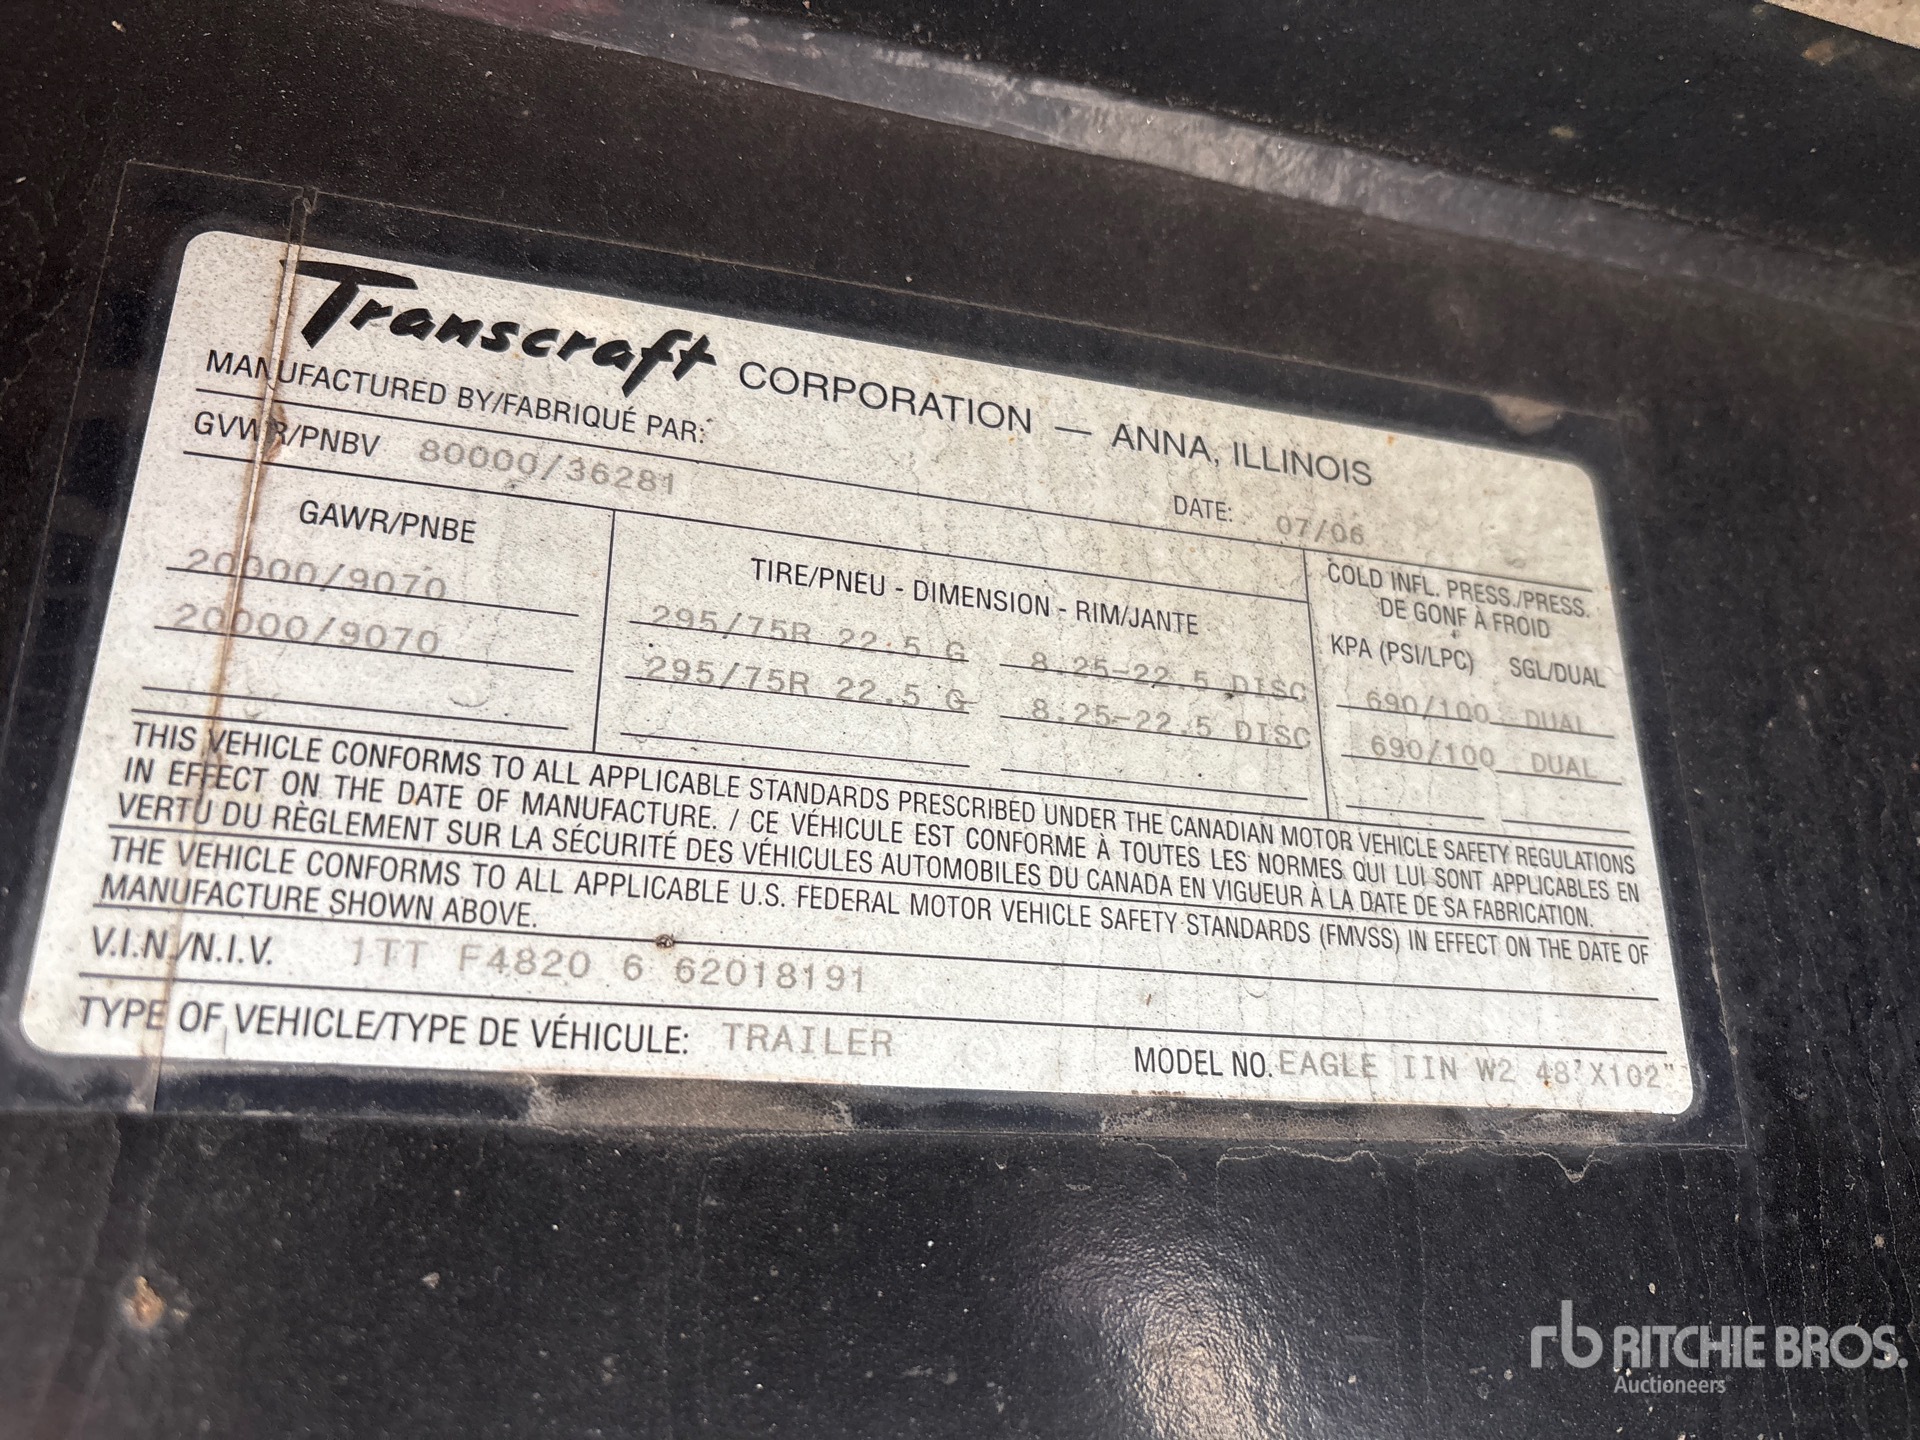 Transcraft CORPORATION — ANNA, ILLINOIS
MANUFACTURED BY/FABRIQUÉ PAR:
GVWR/PNBV 80000/36281 DATE: 07/06
GAWR/PNBE TIRE/PNEU - DIMENSION - RIM/JANTE COLD INFL. PRESS./PRESS.
DE GONF À FROID
KPA (PSI/LPC) SGL/DUAL
20000/9070 295/75R 22.5 G 8.25-22.5 DISC 690/100 DUAL
20000/9070 295/75R 22.5 G 8.25-22.5 DISC 690/100 DUAL
THIS VEHICLE CONFORMS TO ALL APPLICABLE STANDARDS PRESCRIBED UNDER THE CANADIAN MOTOR VEHICLE SAFETY REGULATIONS
IN EFFECT ON THE DATE OF MANUFACTURE. / CE VÉHICULE EST CONFORME À TOUTES LES NORMES QUI LUI SONT APPLICABLES EN
VERTU DU RÈGLEMENT SUR LA SÉCURITÉ DES VÉHICULES AUTOMOBILES DU CANADA EN VIGUEUR À LA DATE DE SA FABRICATION.
THE VEHICLE CONFORMS TO ALL APPLICABLE U.S. FEDERAL MOTOR VEHICLE SAFETY STANDARDS (FMVSS) IN EFFECT ON THE DATE OF
MANUFACTURE SHOWN ABOVE.
V.I.N./N.I.V. 1TT F4820 6 62018191
TYPE OF VEHICLE/TYPE DE VÉHICULE: TRAILER MODEL NO. EAGLE IIN W2 48'X102"
rb RITCHIE BROS.
Auctioneers